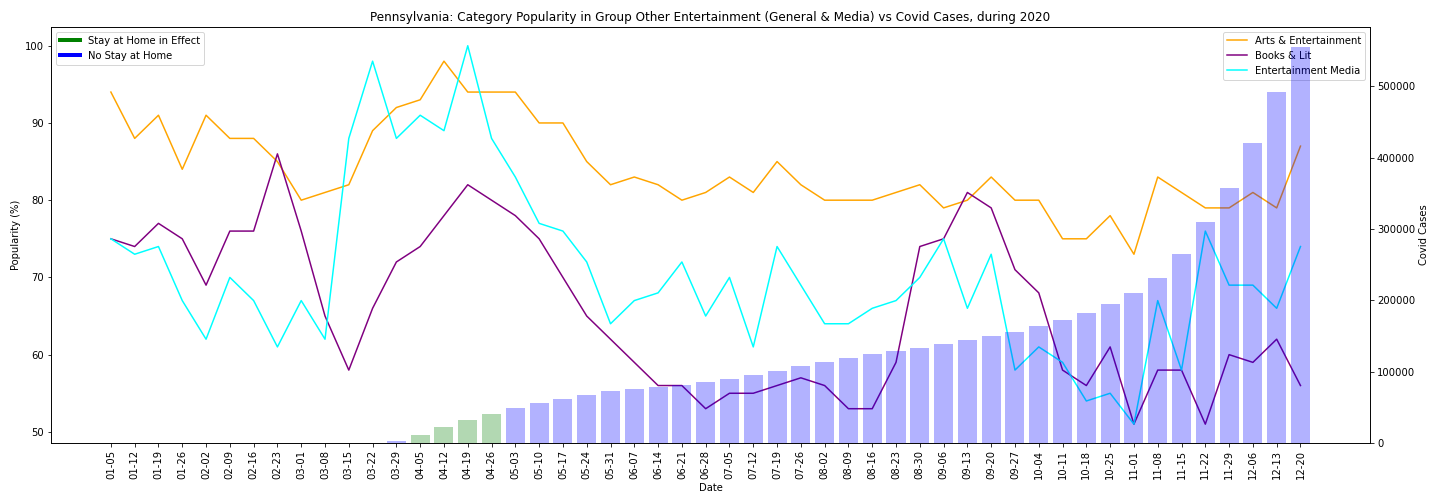 Pennsylvania: Category Popularity in Group Other Entertainment (General & Media) vs Covid Cases, during 2020
Stay at Home in Effect
No Stay at Home
Arts & Entertainment
Books & Lit
Entertainment Media
Popularity (%)
100
90
80
70
60
50
500000
400000
300000
200000
100000
0
Covid Cases
01-05 01-12 01-19 01-26 02-02 02-09 02-16 02-23 03-01 03-08 03-15 03-22 03-29 04-05 04-12 04-19 04-26 05-03 05-10 05-17 05-24 05-31 06-07 06-14 06-21 06-28 07-05 07-12 07-19 07-26 08-02 08-09 08-16 08-23 08-30 09-06 09-13 09-20 09-27 10-04 10-11 10-18 10-25 11-01 11-08 11-15 11-22 11-29 12-06 12-13 12-20
Date